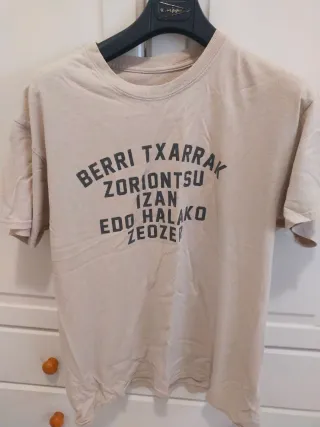 BERRI TXARRAK
ZORIONTSU
IZAN
EDO HALAKO
ZEOZER